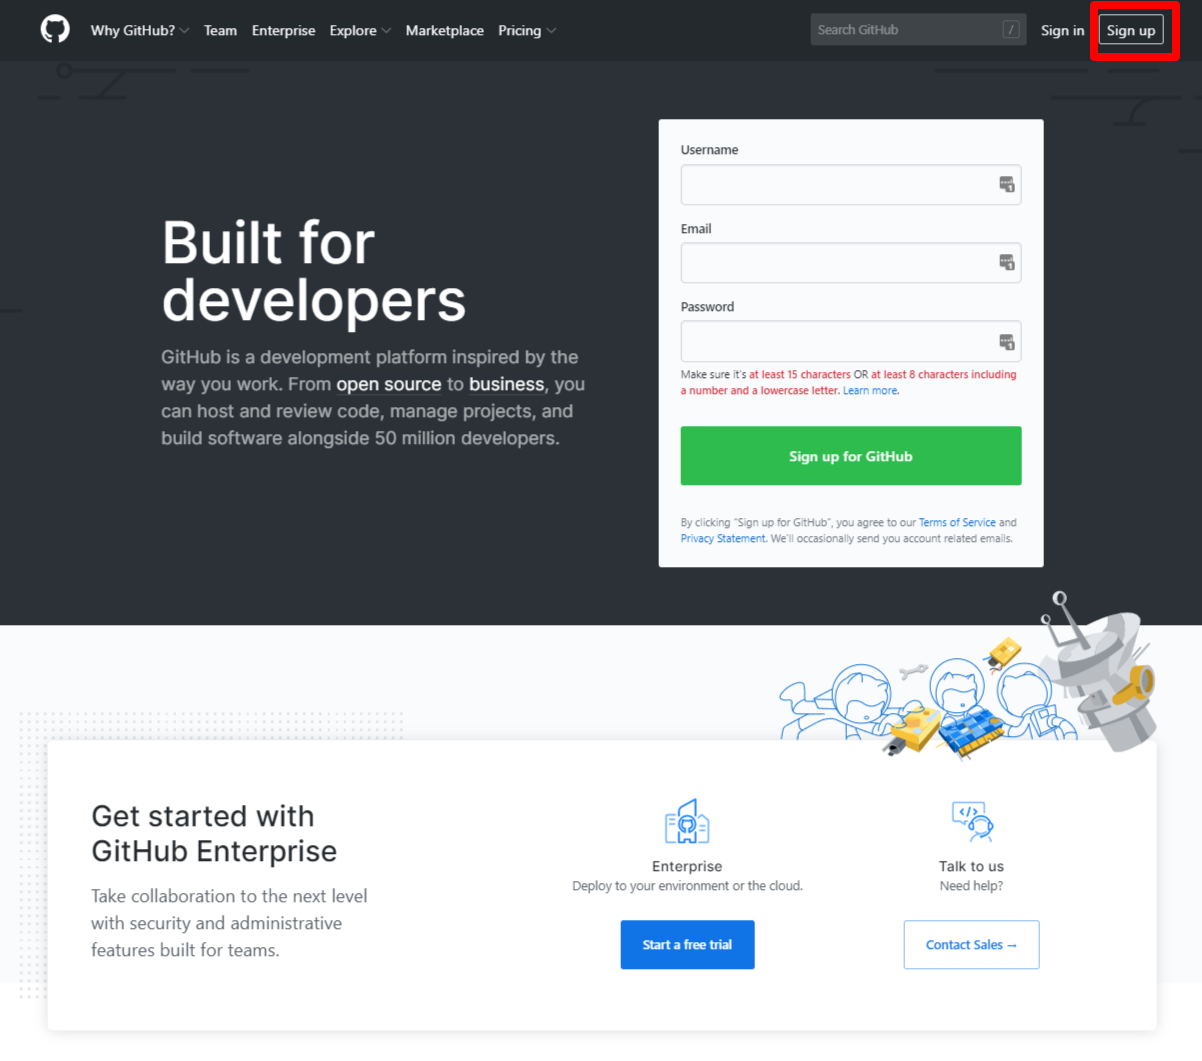 Why GitHub? Team Enterprise Explore Marketplace Pricing Search GitHub / Sign in Sign up
Built for
developers
GitHub is a development platform inspired by the
way you work. From open source to business, you
can host and review code, manage projects, and
build software alongside 50 million developers.
Username
Email
Password
Make sure it's at least 15 characters OR at least 8 characters including
a number and a lowercase letter. Learn more.
Sign up for GitHub
By clicking “Sign up for GitHub”, you agree to our Terms of Service and
Privacy Statement. We'll occasionally send you account related emails.
Get started with
GitHub Enterprise
Take collaboration to the next level
with security and administrative
features built for teams.
Enterprise
Deploy to your environment or the cloud.
Start a free trial
Talk to us
Need help?
Contact Sales →